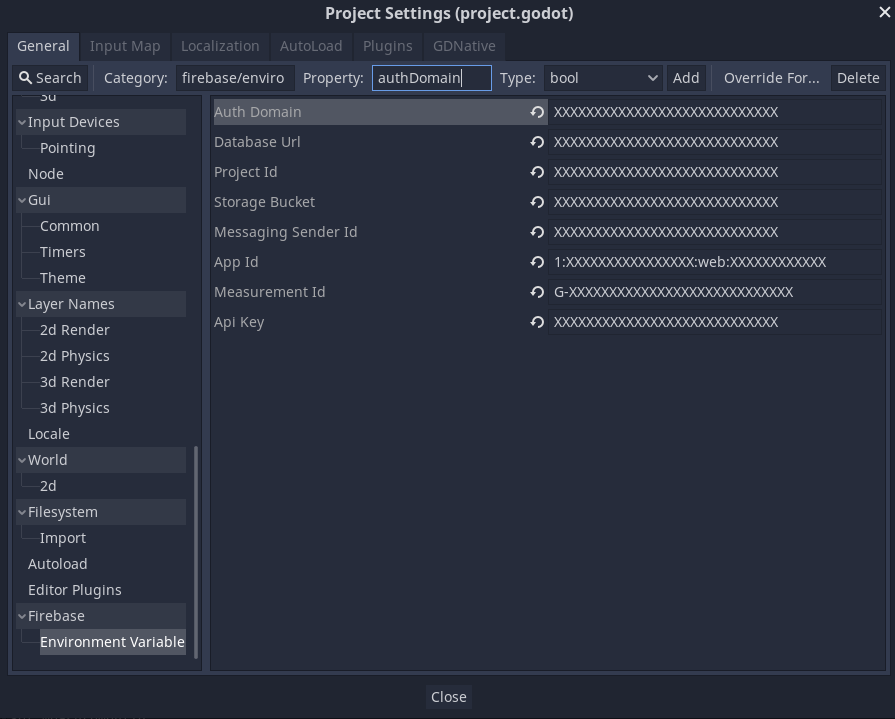 Project Settings (project.godot)
General Input Map Localization AutoLoad Plugins GDNative
Search Category: firebase/enviro Property: authDomain Type: bool Add Override For... Delete
3d
Input Devices
Pointing
Node
Gui
Common
Timers
Theme
Layer Names
2d Render
2d Physics
3d Render
3d Physics
Locale
World
2d
Filesystem
Import
Autoload
Editor Plugins
Firebase
Environment Variable
Auth Domain XXXXXXXXXXXXXXXXXXXXXXXXXXXX
Database Url XXXXXXXXXXXXXXXXXXXXXXXXXXXX
Project Id XXXXXXXXXXXXXXXXXXXXXXXXXXXX
Storage Bucket XXXXXXXXXXXXXXXXXXXXXXXXXXXX
Messaging Sender Id XXXXXXXXXXXXXXXXXXXXXXXXXXXX
App Id 1:XXXXXXXXXXXXXXXX:web:XXXXXXXXXXXX
Measurement Id G-XXXXXXXXXXXXXXXXXXXXXXXXXXXX
Api Key XXXXXXXXXXXXXXXXXXXXXXXXXXXX
Close